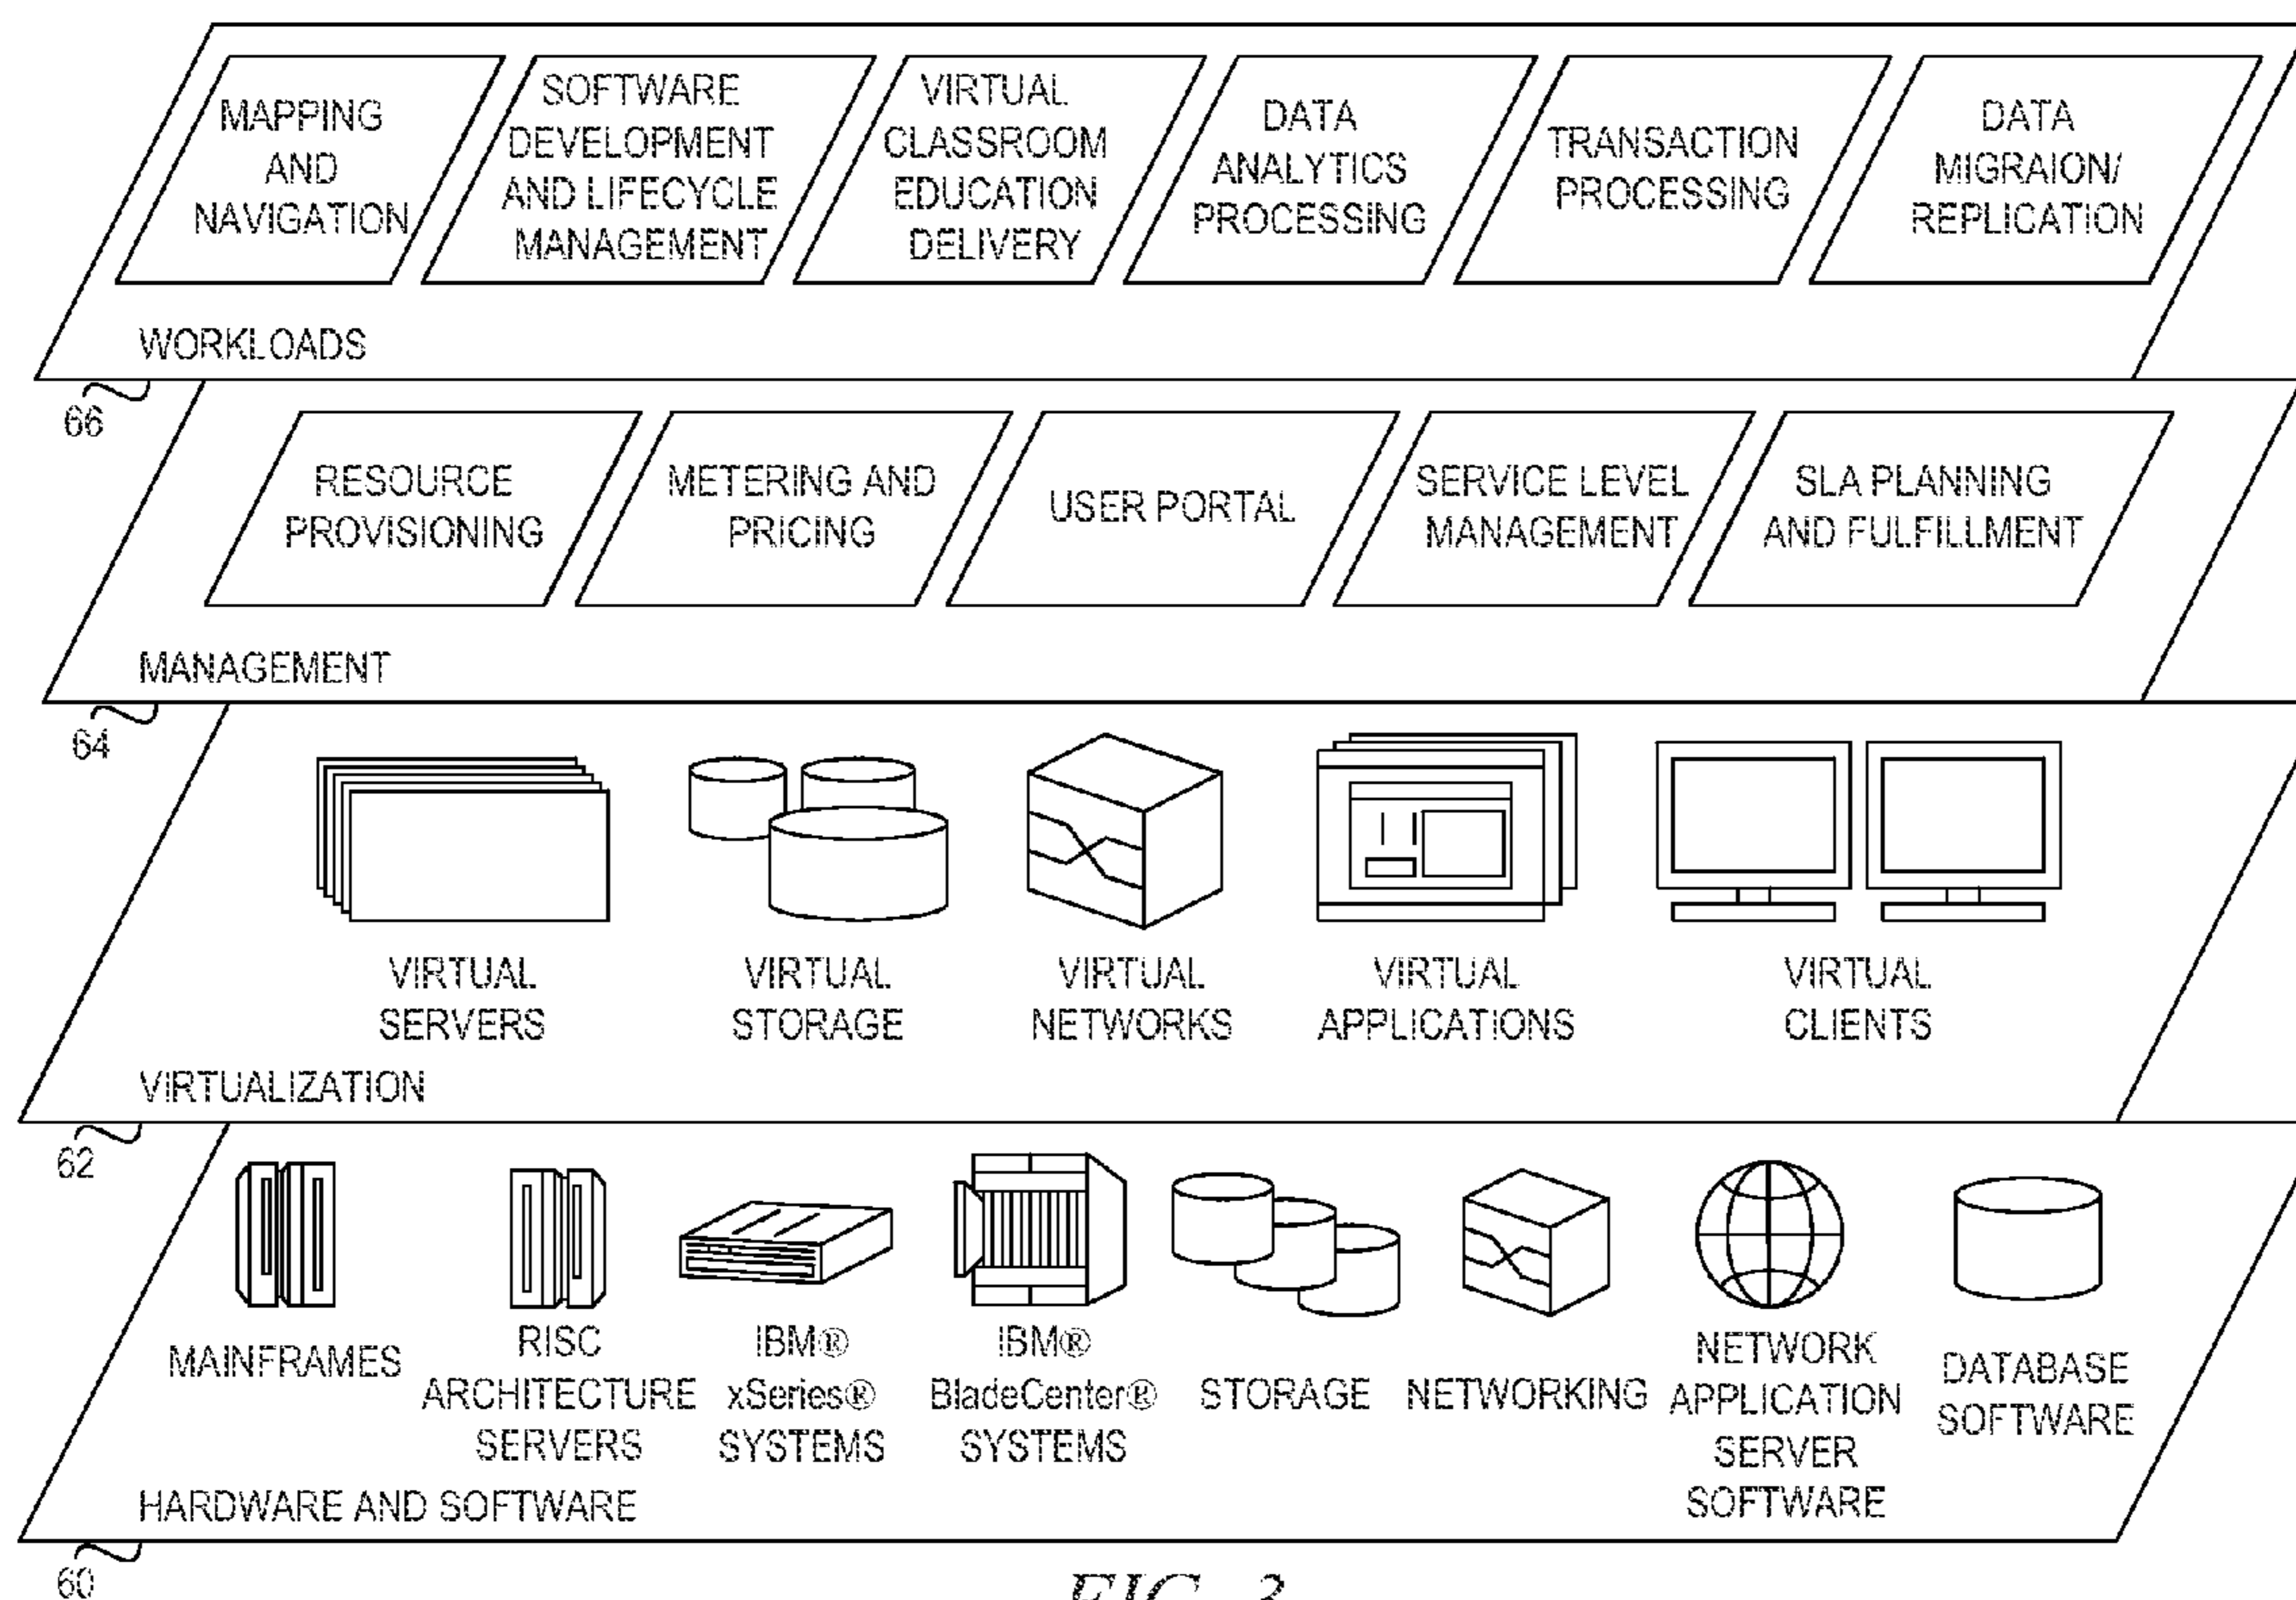 MAPPING
AND
NAVIGATION
SOFTWARE
DEVELOPMENT
AND LIFECYCLE
MANAGEMENT
VIRTUAL
CLASSROOM
EDUCATION
DELIVERY
DATA
ANALYTICS
PROCESSING
TRANSACTION
PROCESSING
DATA
MIGRAION/
REPLICATION
WORKLOADS
66
RESOURCE
PROVISIONING
METERING AND
PRICING
USER PORTAL
SERVICE LEVEL
MANAGEMENT
SLA PLANNING
AND FULFILLMENT
MANAGEMENT
64
VIRTUAL
SERVERS
VIRTUAL
STORAGE
VIRTUAL
NETWORKS
VIRTUAL
APPLICATIONS
VIRTUAL
CLIENTS
VIRTUALIZATION
62
MAINFRAMES
RISC
ARCHITECTURE
SERVERS
IBM®
xSeries®
SYSTEMS
IBM®
BladeCenter®
SYSTEMS
STORAGE
NETWORKING
NETWORK
APPLICATION
SERVER
SOFTWARE
DATABASE
SOFTWARE
HARDWARE AND SOFTWARE
60
FIG. 3